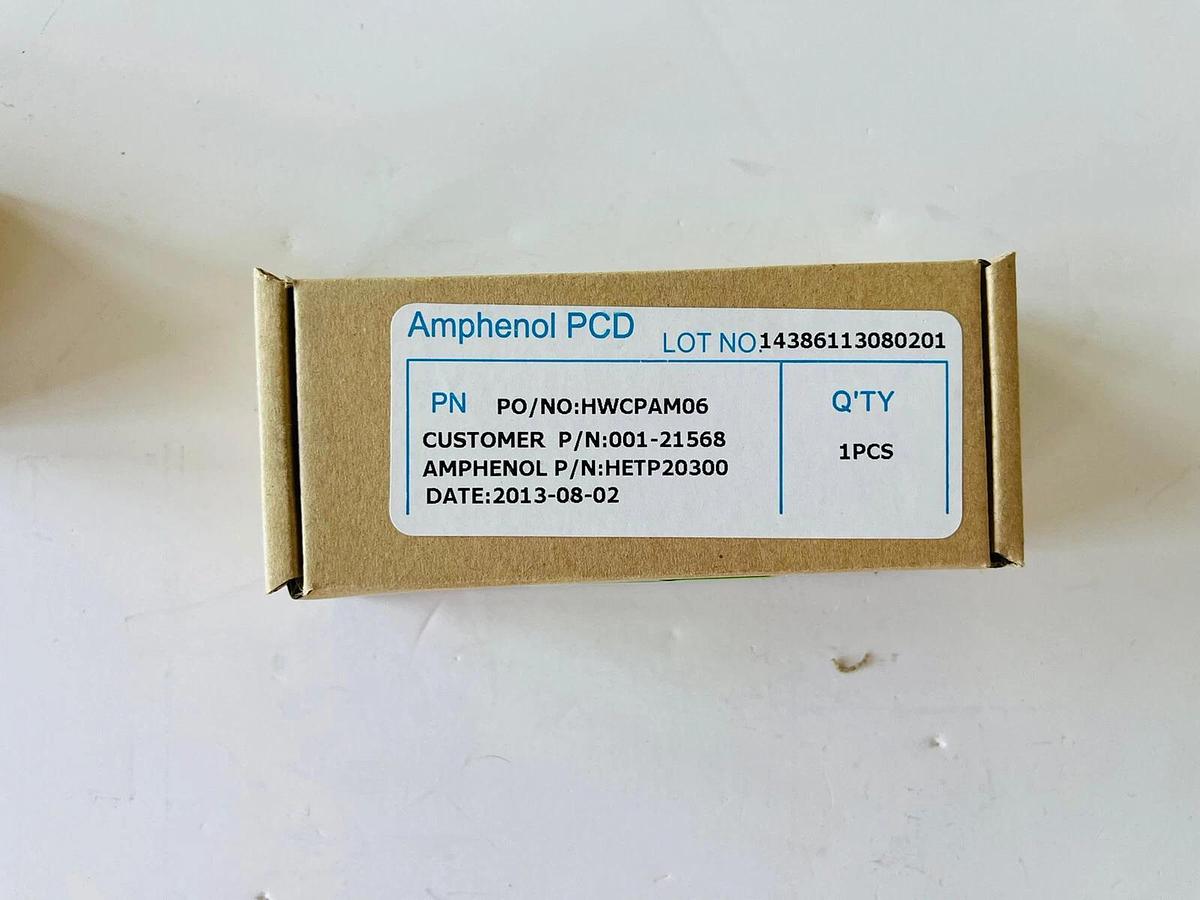 Amphenol PCD LOT NO.14386113080201
PN PO/NO:HWCPAM06
CUSTOMER P/N:001-21568
AMPHENOL P/N:HETP20300
DATE:2013-08-02
Q'TY
1PCS